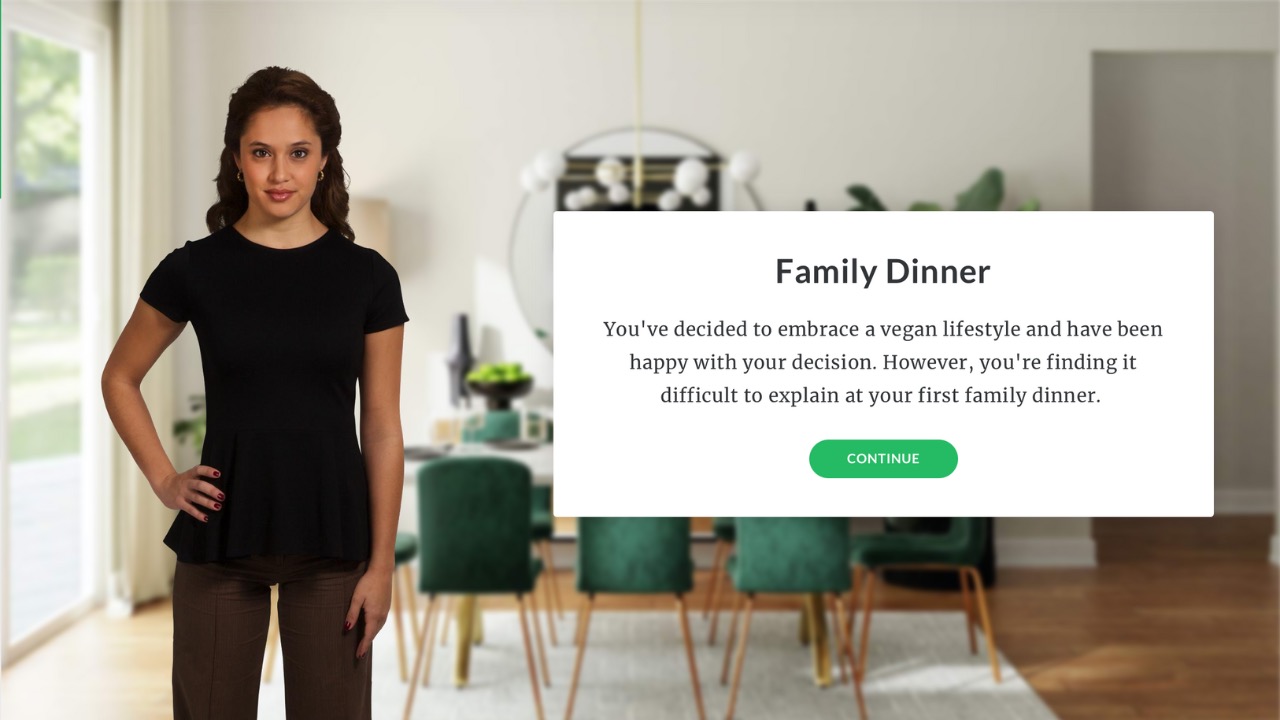 Family Dinner
You've decided to embrace a vegan lifestyle and have been
happy with your decision. However, you're finding it
difficult to explain at your first family dinner.
CONTINUE